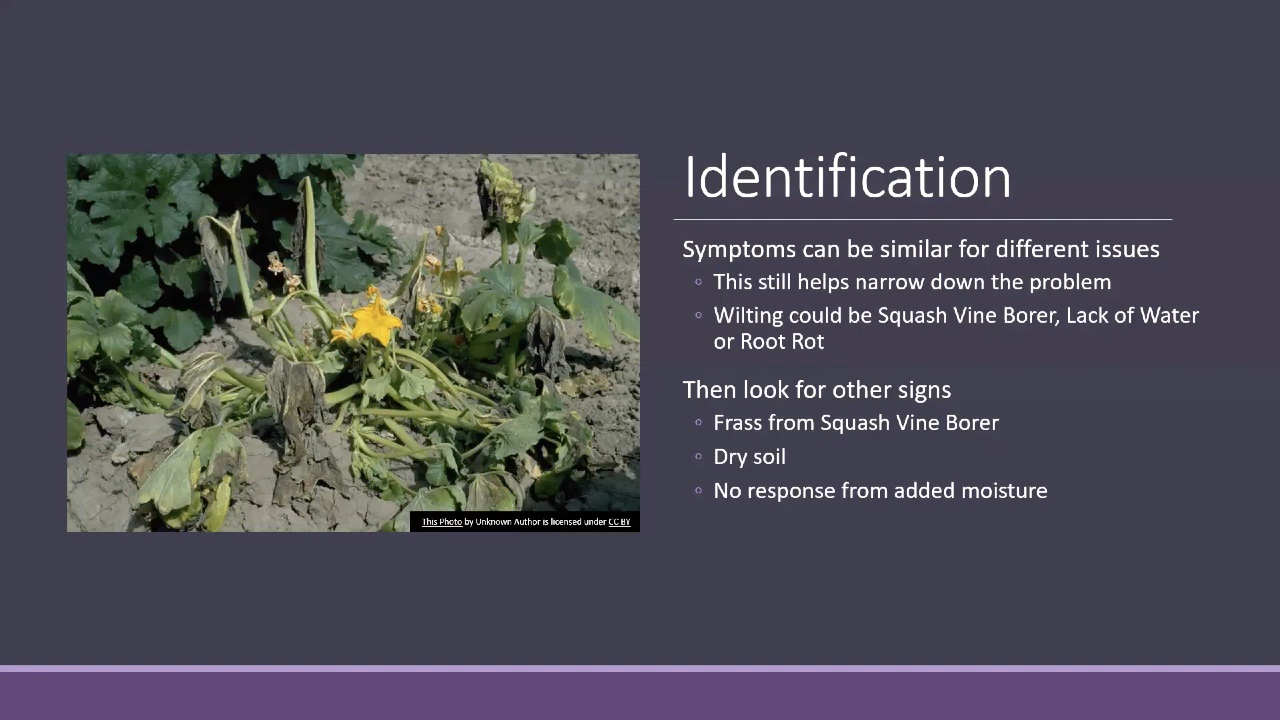 Identification
Symptoms can be similar for different issues
◦ This still helps narrow down the problem
◦ Wilting could be Squash Vine Borer, Lack of Water
or Root Rot
Then look for other signs
◦ Frass from Squash Vine Borer
◦ Dry soil
◦ No response from added moisture
This Photo by Unknown Author is licensed under CC BY